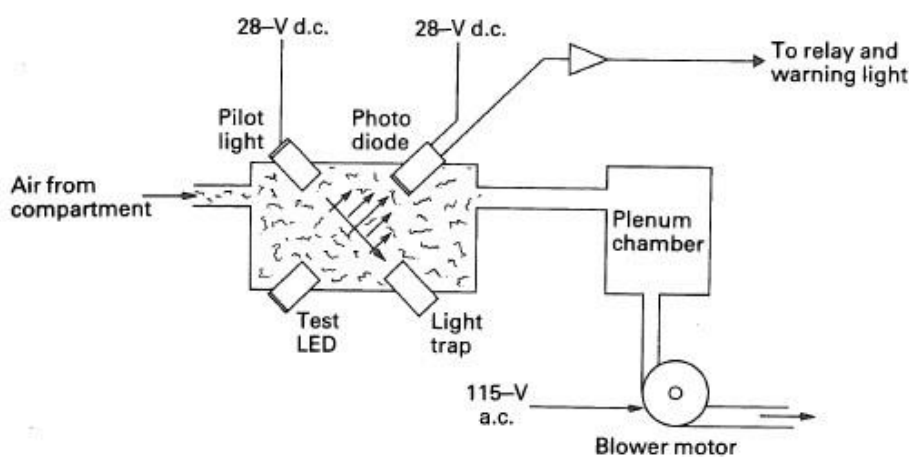 28–V d.c.
28–V d.c.
To relay and
warning light
Pilot
light
Photo
diode
Air from
compartment
Plenum
chamber
Test
LED
Light
trap
115–V
a.c.
Blower motor